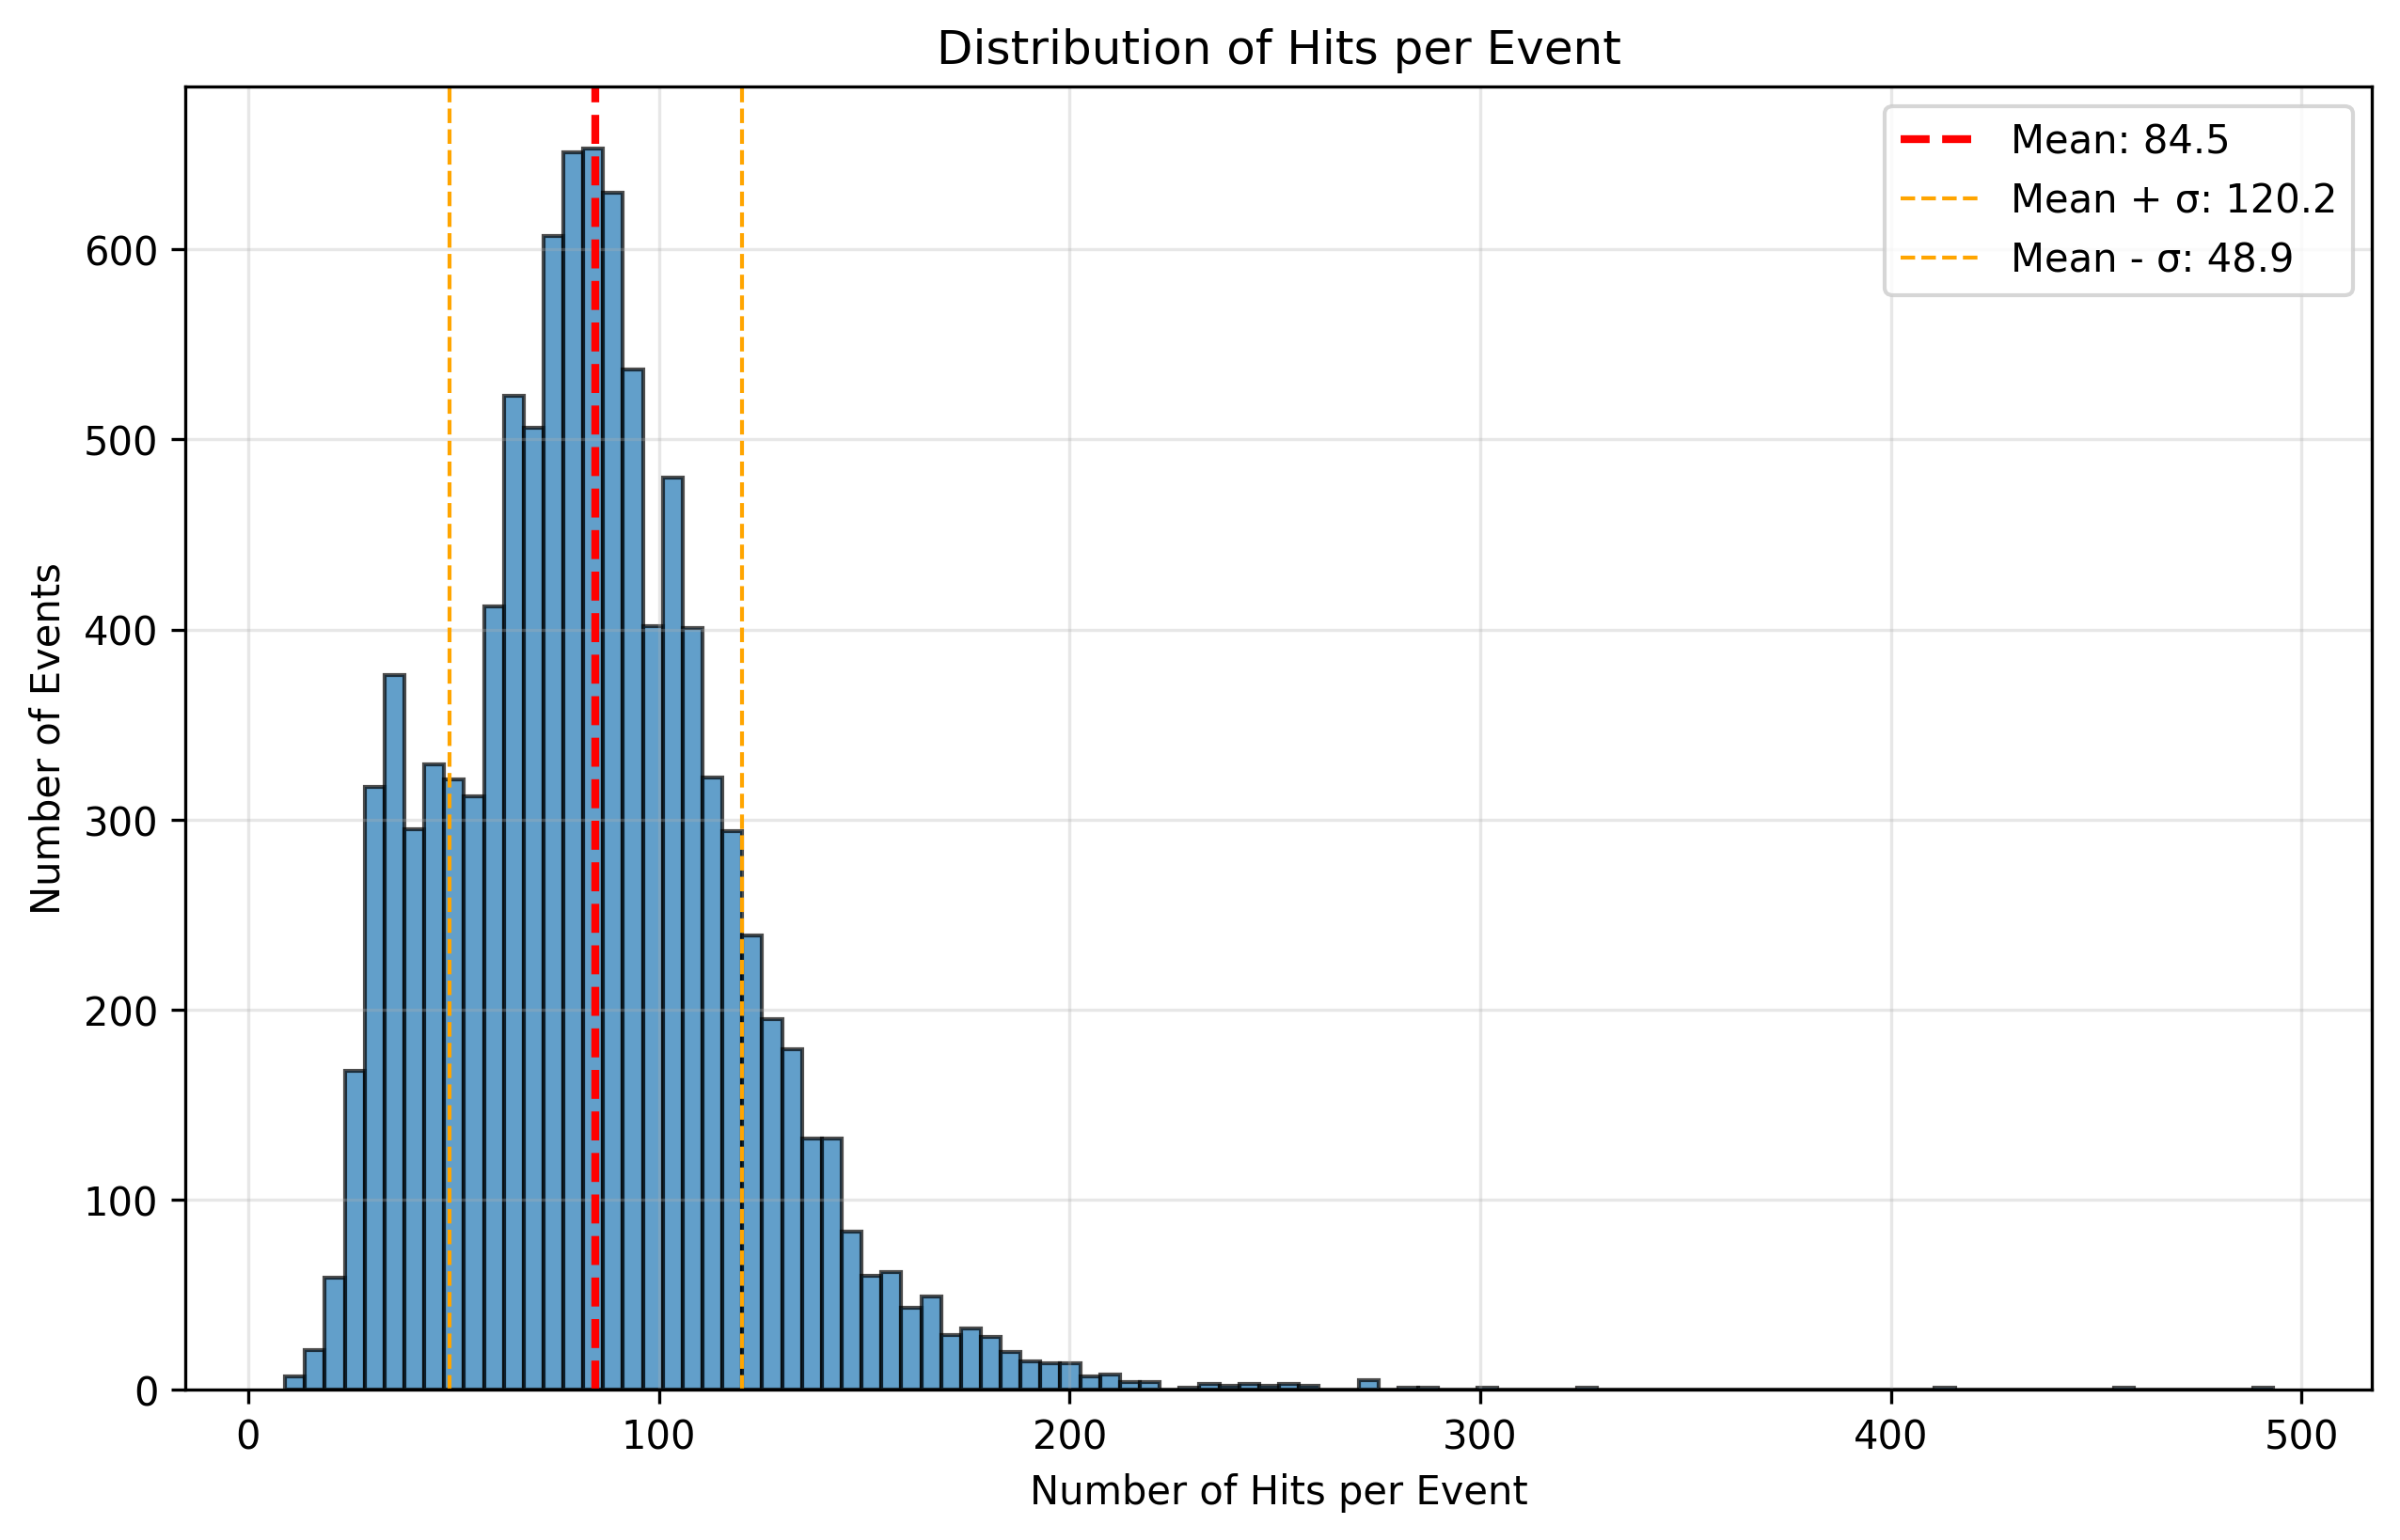 Distribution of Hits per Event
Mean: 84.5
Mean + σ: 120.2
Mean - σ: 48.9
600
500
400
300
200
100
0
Number of Events
0 100 200 300 400 500
Number of Hits per Event